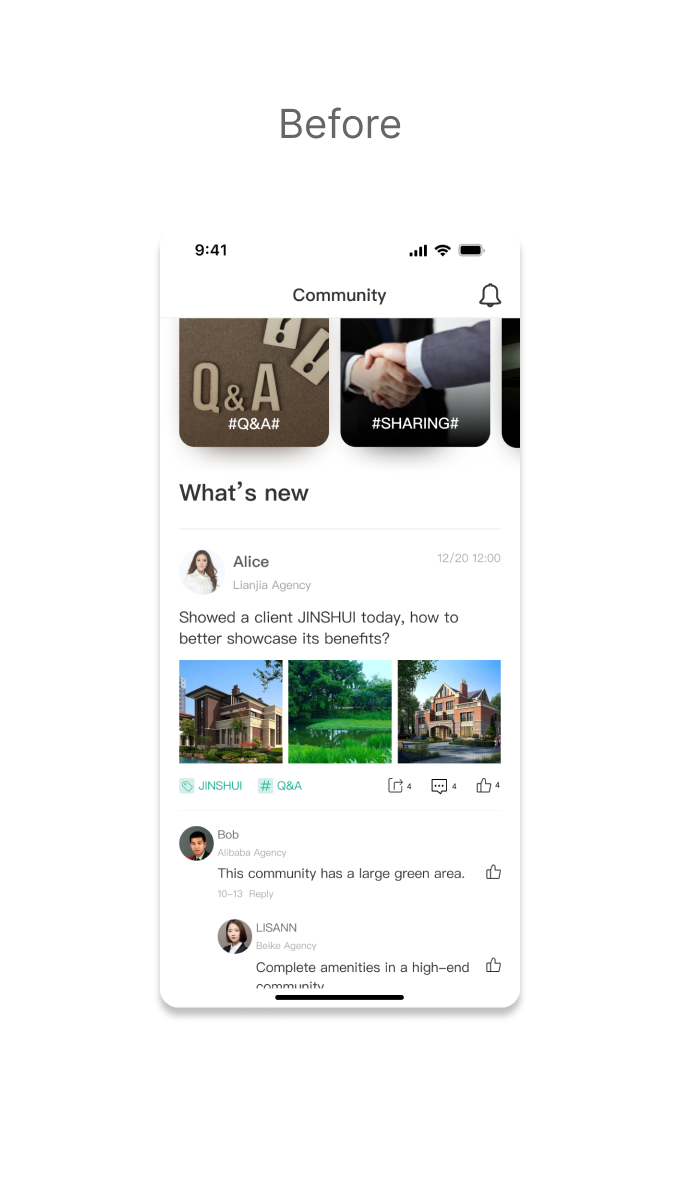 Before
9:41
Community
Q&A
#Q&A#
#SHARING#
What’s new
Alice
12/20 12:00
Lianjia Agency
Showed a client JINSHUI today, how to
better showcase its benefits?
JINSHUI # Q&A 4 4 4
Bob
Alibaba Agency
This community has a large green area.
10-13 Reply
LISANN
Beike Agency
Complete amenities in a high-end
community